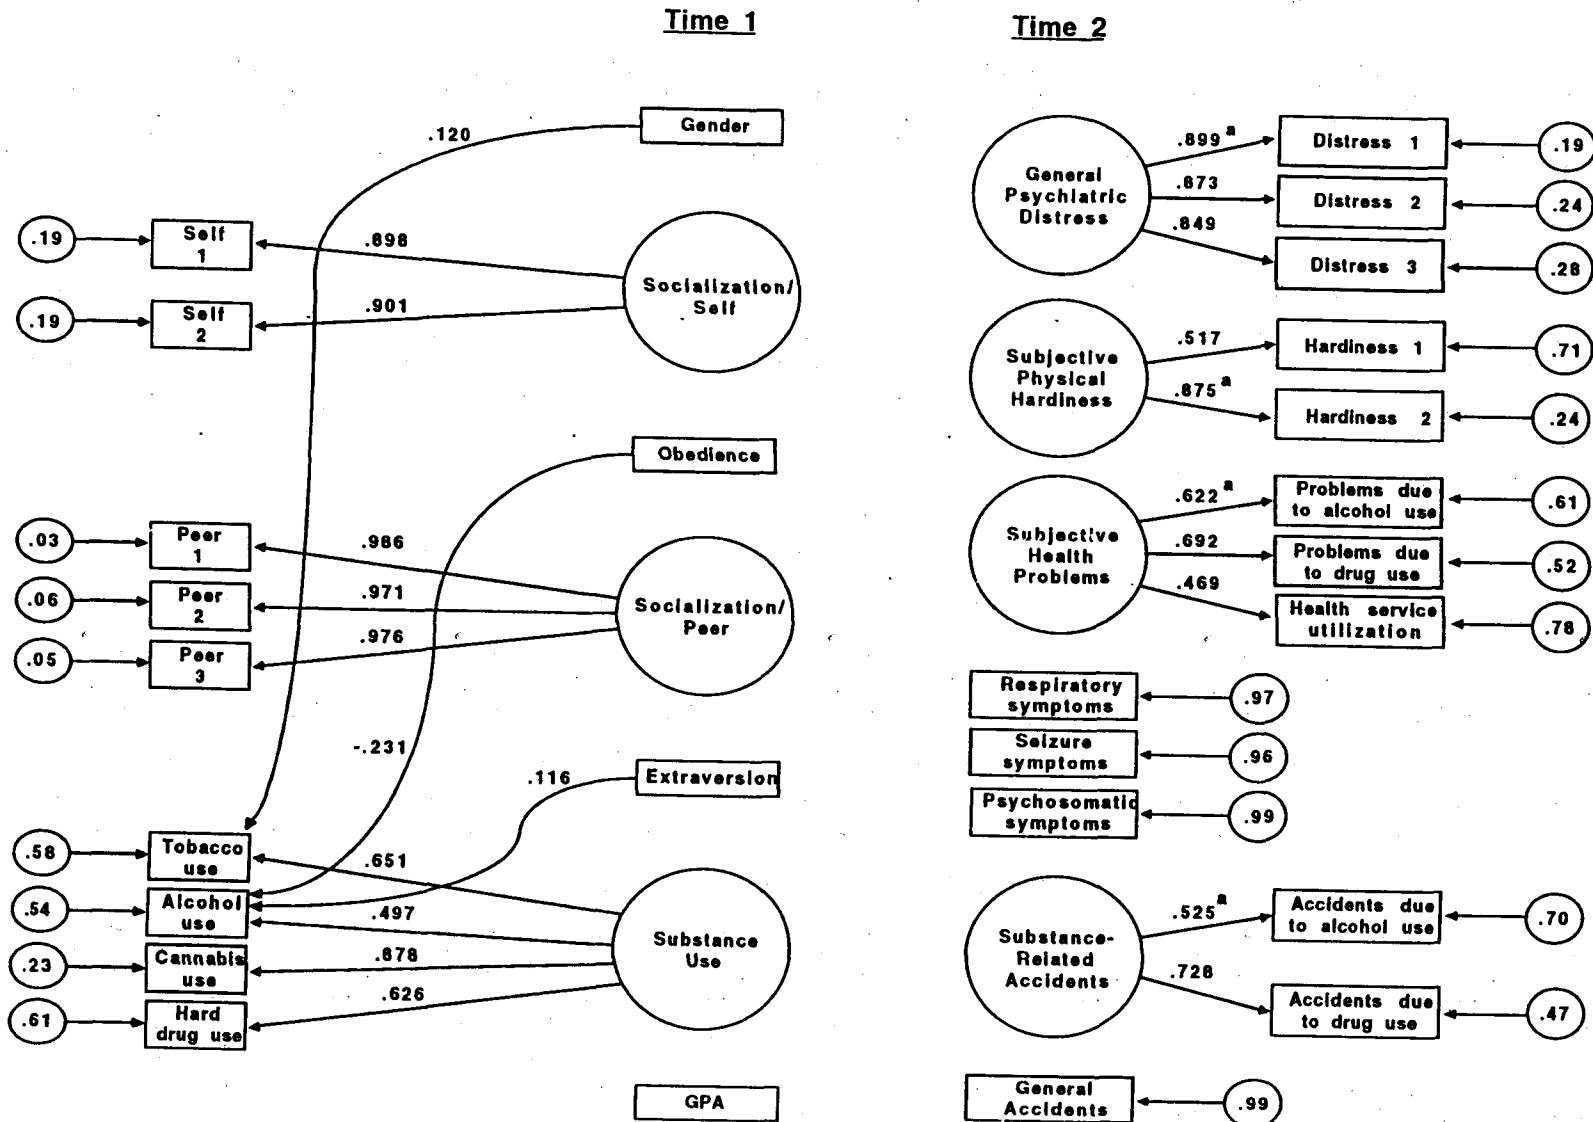 Time 1
Time 2
.120
Gender
.19
Self
1
.898
.19
Self
2
.901
Socialization/
Self
Obedience
.03
Peer
1
.986
.06
Peer
2
.971
.05
Peer
3
.976
Socialization/
Peer
-.231
.116
Extraversion
.58
Tobacco
use
.651
.54
Alcohol
use
.497
.23
Cannabis
use
.878
.61
Hard
drug use
.626
Substance
Use
GPA
General
Psychiatric
Distress
.899 a
Distress 1
.19
.873
Distress 2
.24
.849
Distress 3
.28
Subjective
Physical
Hardiness
.517
Hardiness 1
.71
.875 a
Hardiness 2
.24
Subjective
Health
Problems
.622 a
Problems due
to alcohol use
.61
.692
Problems due
to drug use
.52
.469
Health service
utilization
.78
Respiratory
symptoms
.97
Seizure
symptoms
.96
Psychosomatic
symptoms
.99
Substance-
Related
Accidents
.525 a
Accidents due
to alcohol use
.70
.728
Accidents due
to drug use
.47
General
Accidents
.99